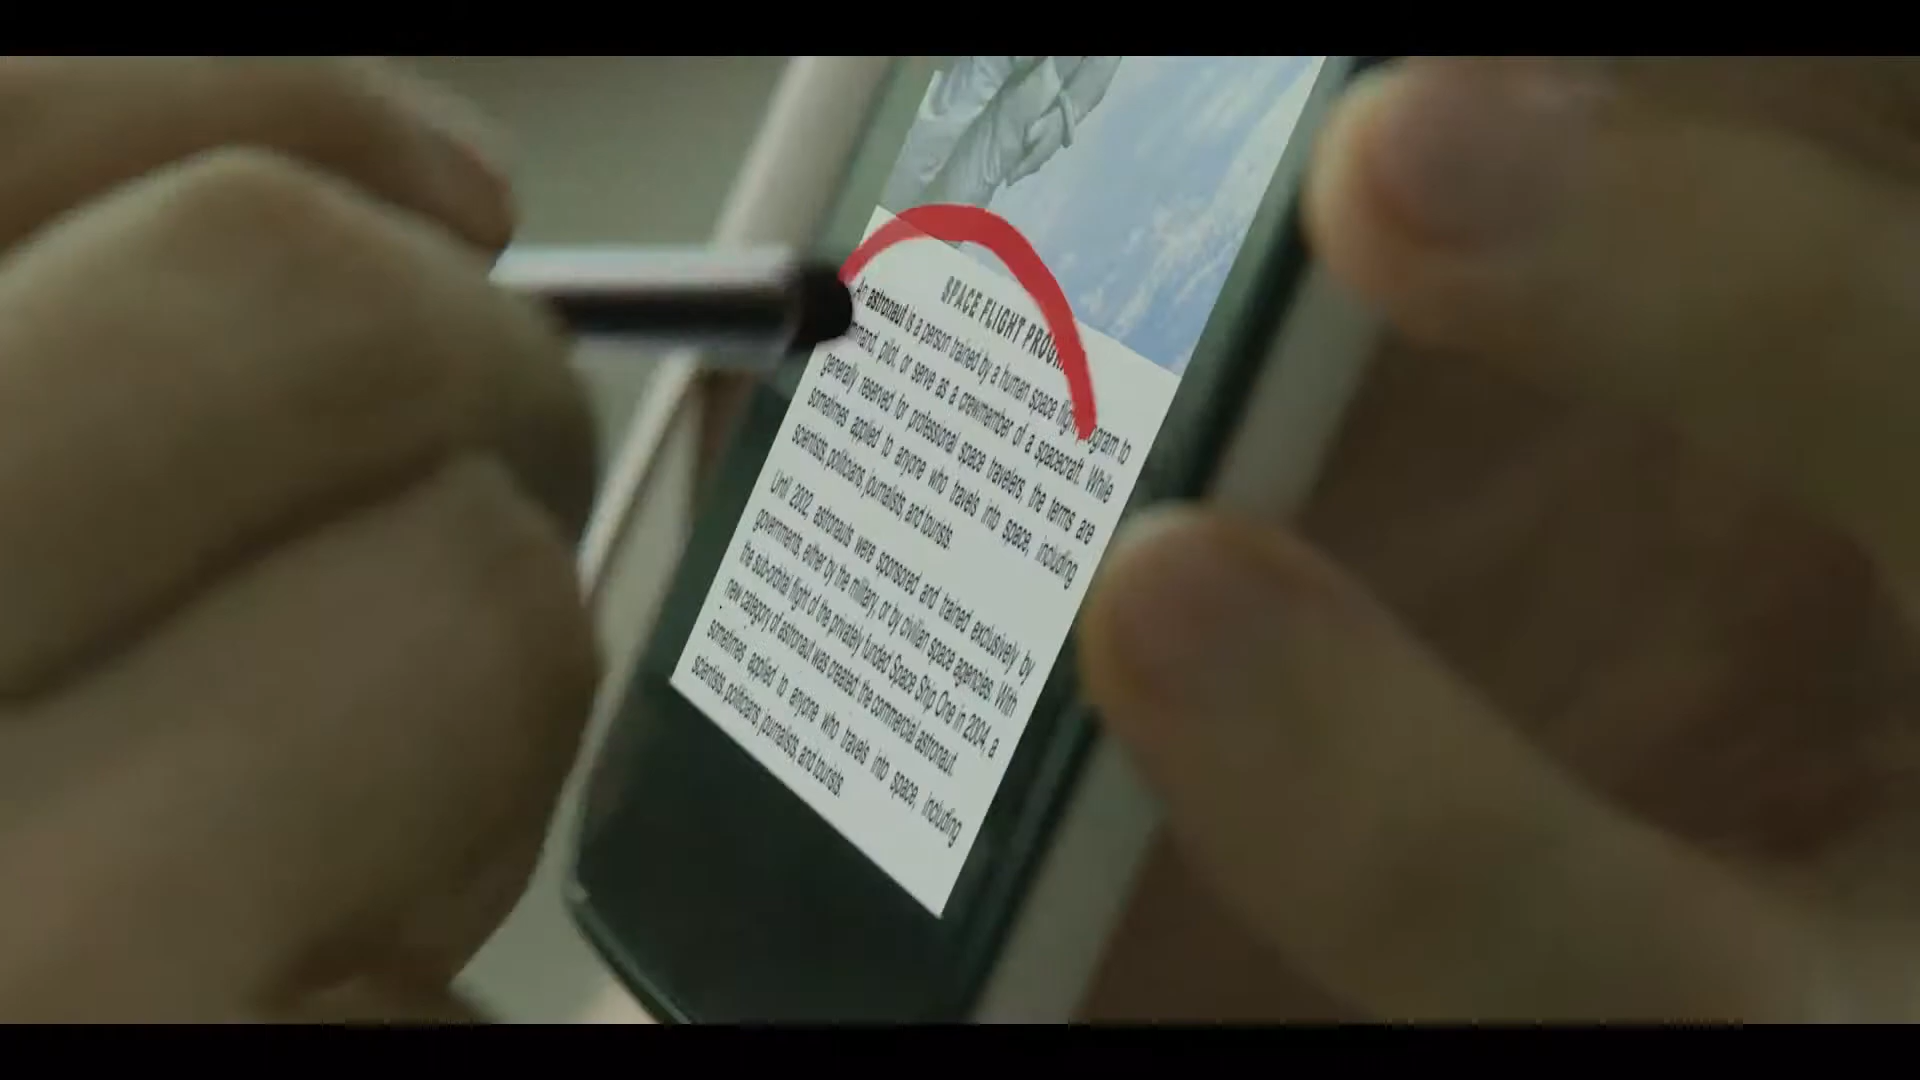 SPACE FLIGHT
An astronaut is a person trained by a human space flight program to
pilot, or serve as a crewmember of a spacecraft. While
generally reserved for professional space travelers, the terms are
sometimes applied to anyone who travels into space, including
scientists, politicians, journalists, and tourists.
Until 2002, astronauts were sponsored and trained exclusively by
governments, either by the military, or by civilian space agencies. With
the sub-orbital flight of the privately funded Space Ship One in 2004, a
new category of astronaut was created: the commercial astronaut.
sometimes applied to anyone who travels into space, including
scientists, politicians, journalists, and tourists.